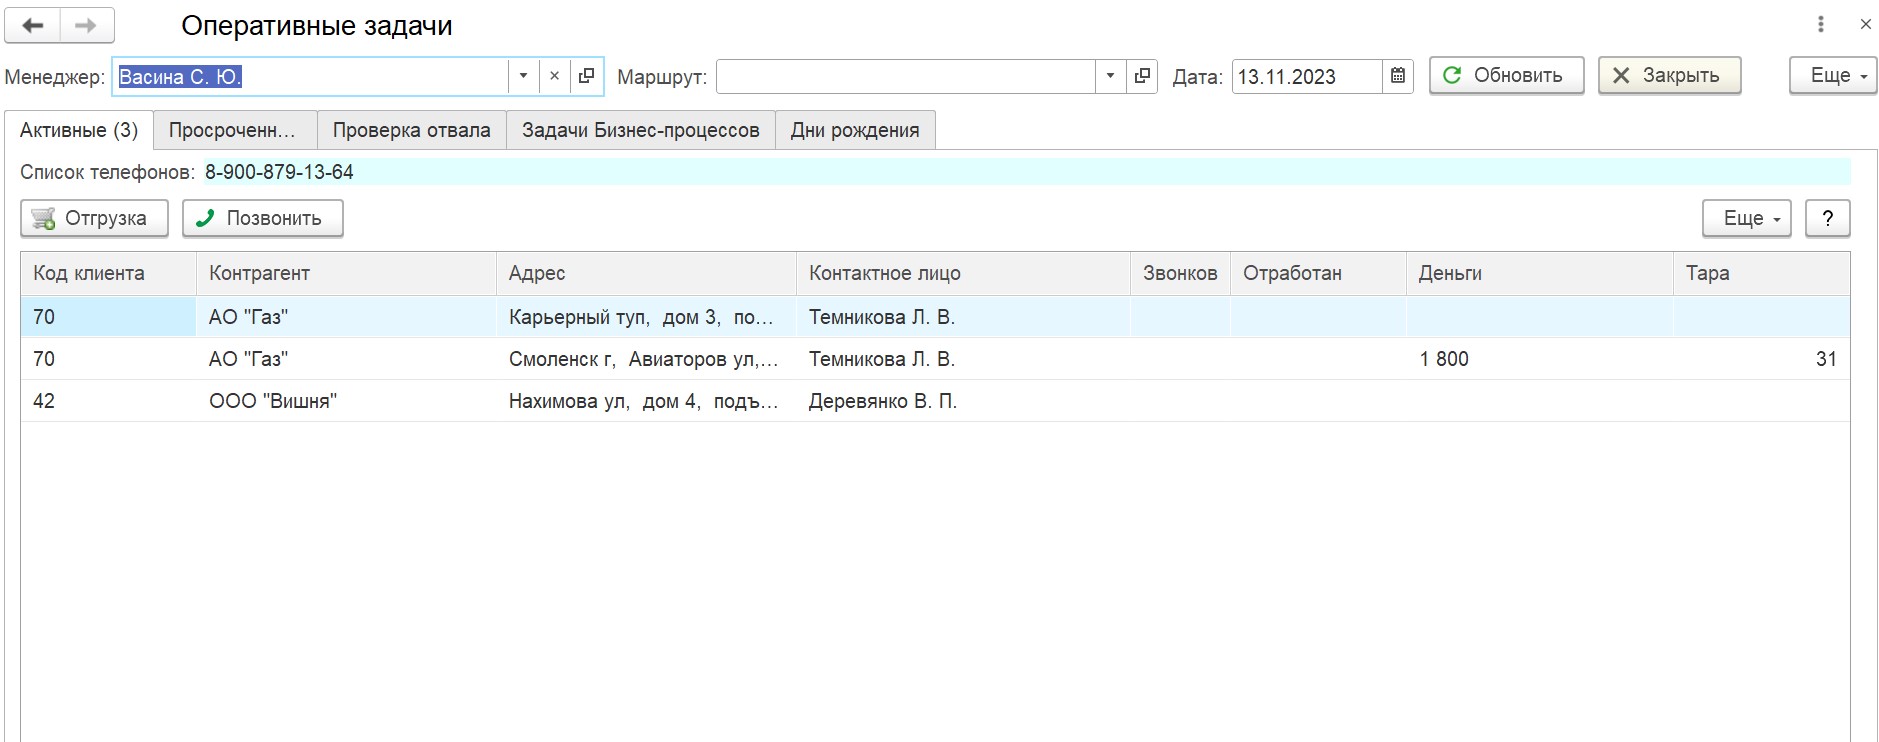 Оперативные задачи
Менеджер: Васина С. Ю. Маршрут: Дата: 13.11.2023 Обновить Закрыть Еще
Активные (3) Просроченн... Проверка отвала Задачи Бизнес-процессов Дни рождения
Список телефонов: 8-900-879-13-64
Отгрузка Позвонить Еще ?
Код клиента Контрагент Адрес Контактное лицо Звонков Отработан Деньги Тара
70 АО "Газ" Карьерный туп, дом 3, по... Темникова Л. В.
70 АО "Газ" Смоленск г, Авиаторов ул,... Темникова Л. В. 1 800 31
42 ООО "Вишня" Нахимова ул, дом 4, подъ... Деревянко В. П.